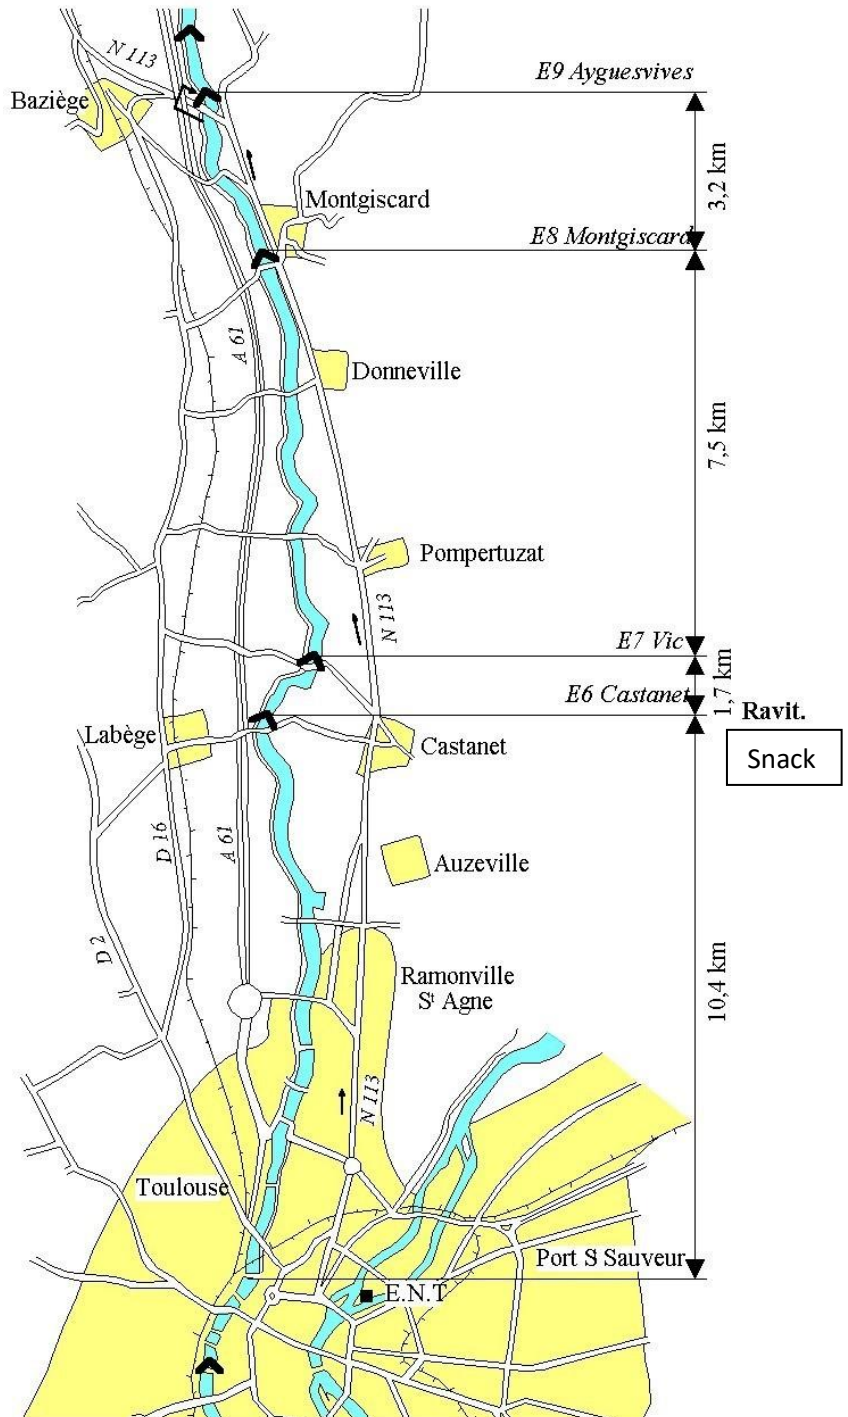 N 113
E9 Ayguesvives
Baziège
3,2 km
Montgiscard
E8 Montgiscard
A 61
Donneville
7,5 km
Pompertuzat
N 113
E7 Vic
1,7 km
E6 Castanet
Ravit.
Labège
Castanet
Snack
D 16
A 61
Auzeville
D 2
Ramonville
St Agne
10,4 km
N 113
Toulouse
Port S Sauveur
E.N.T